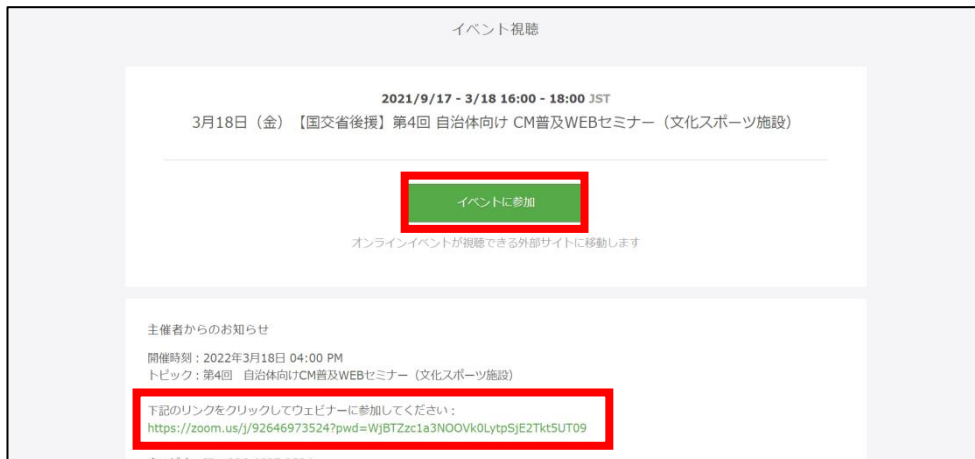 イベント視聴
2021/9/17 - 3/18 16:00 - 18:00 JST
3月18日（金）【国交省後援】第4回 自治体向け CM普及WEBセミナー（文化スポーツ施設）
イベントに参加
オンラインイベントが視聴できる外部サイトに移動します
主催者からのお知らせ
開催時刻：2022年3月18日 04:00 PM
トピック：第4回　自治体向けCM普及WEBセミナー（文化スポーツ施設）
下記のリンクをクリックしてウェビナーに参加してください：
https://zoom.us/j/92646973524?pwd=WjBTZzc1a3NOOVk0LytpSjE2Tkt5UT09